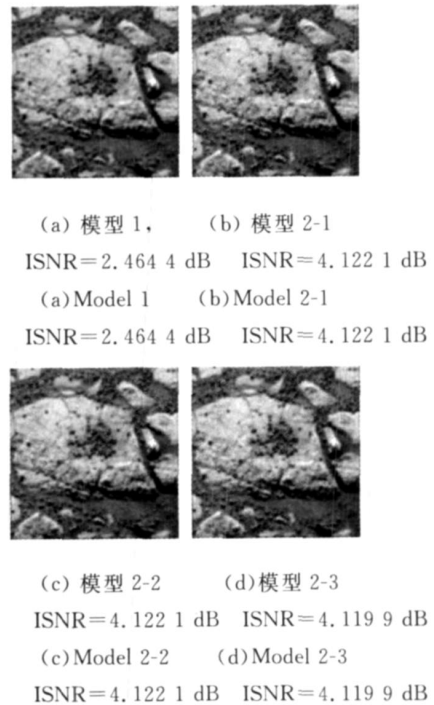 (a) 模型 1, (b) 模型 2-1
ISNR=2.464 4 dB ISNR=4.122 1 dB
(a)Model 1 (b)Model 2-1
ISNR=2.464 4 dB ISNR=4.122 1 dB
(c) 模型 2-2 (d)模型 2-3
ISNR=4.122 1 dB ISNR=4.119 9 dB
(c)Model 2-2 (d)Model 2-3
ISNR=4.122 1 dB ISNR=4.119 9 dB